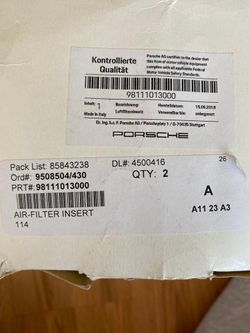 Kontrollierte
Qualität
Porsche AG certifies to the dealer that
this item of motor vehicle equipment
complies with all applicable Federal
Motor Vehicle Safety Standards.
98111013000
Inhalt: 1
Bezeichnung:
Luftfiltereinsatz
Herstelldatum
15.06.2018
Made in Italy
Verwendbar bis:
unbegrenzt
Dr. Ing. h.c. F. Porsche AG / Porscheplatz 1 / D-70435 Stuttgart
PORSCHE
Pack List: 85843238
DL#: 4500416
26
Ord#: 9508504/430
QTY: 2
PRT#.98111013000
A
AIR-FILTER INSERT
A11 23 A3
114